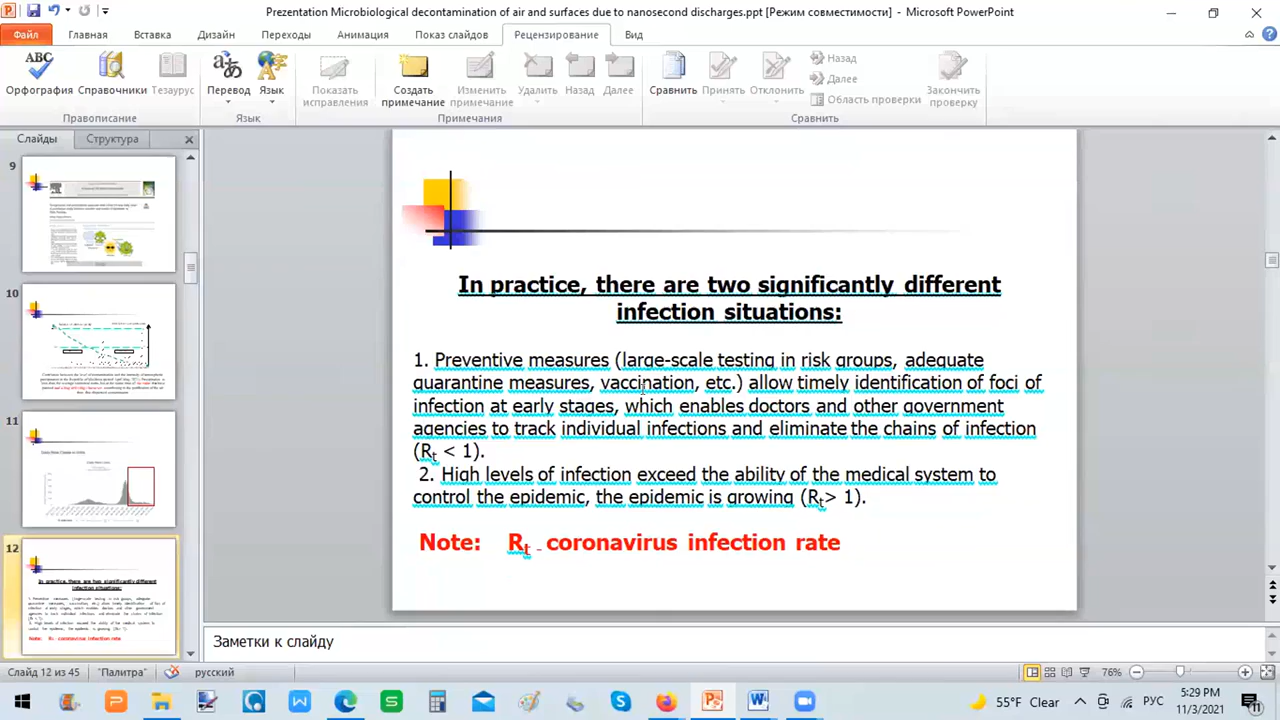 Prezentation Microbiological decontamination of air and surfaces due to nanosecond discharges.ppt [Режим совместимости] - Microsoft PowerPoint
Файл Главная Вставка Дизайн Переходы Анимация Показ слайдов Рецензирование Вид
Орфография Справочники Тезаурус
Правописание
Перевод Язык
Язык
Показать исправления
Создать примечание
Изменить примечание
Удалить Назад Далее
Примечания
Сравнить Принять Отклонить
Назад
Далее
Область проверки
Закончить проверку
Сравнить
Слайды Структура
9
10
11
12
In practice, there are two significantly different
infection situations:
1. Preventive measures (large-scale testing in risk groups, adequate
quarantine measures, vaccination, etc.) allow timely identification of foci of
infection at early stages, which enables doctors and other government
agencies to track individual infections and eliminate the chains of infection
(Rt < 1).
2. High levels of infection exceed the ability of the medical system to
control the epidemic, the epidemic is growing (Rt> 1).
Note: Rt - coronavirus infection rate
Заметки к слайду
Слайд 12 из 45 "Палитра" русский
76%
55°F Clear
РУС
5:29 PM
11/3/2021